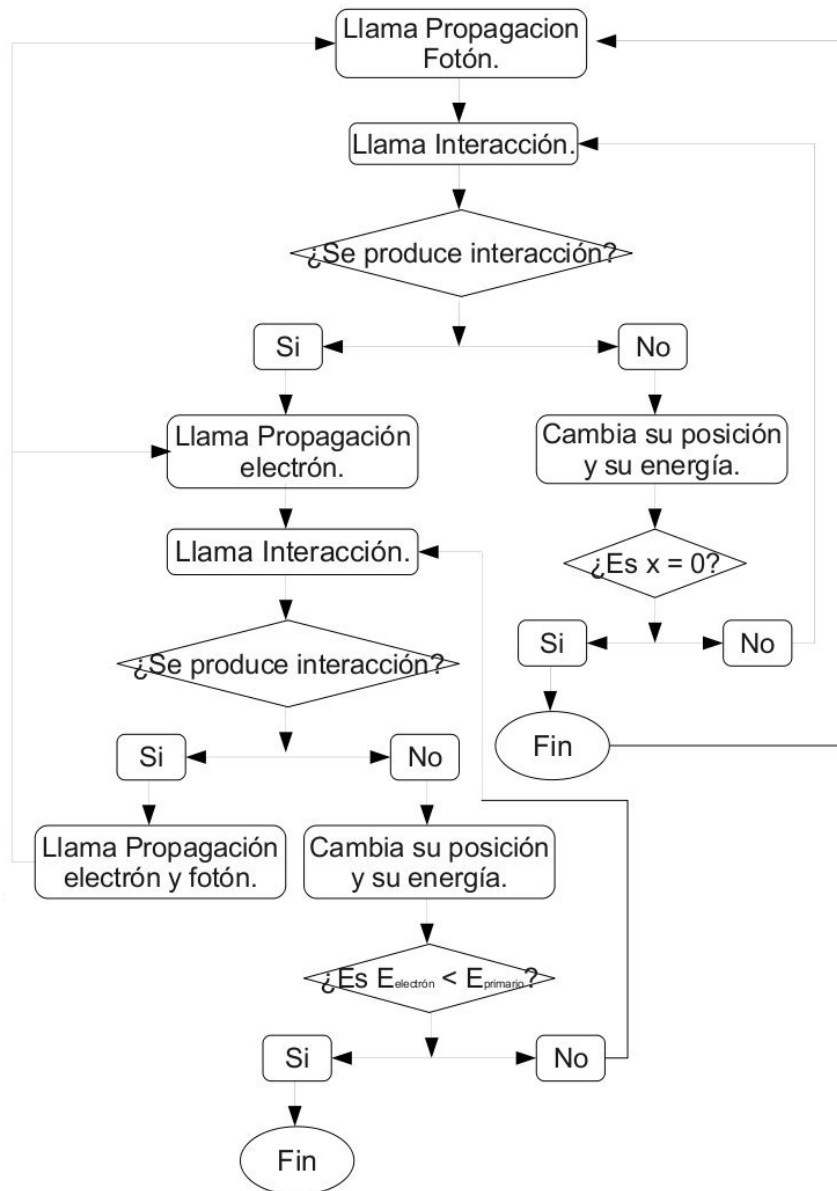 Llama Propagacion
Fotón.
Llama Interacción.
¿Se produce interacción?
Si
No
Llama Propagación
electrón.
Cambia su posición
y su energía.
Llama Interacción.
¿Es x = 0?
Si
No
¿Se produce interacción?
Fin
Si
No
Llama Propagación
electrón y fotón.
Cambia su posición
y su energía.
¿Es Eelectrón < Eprimario?
Si
No
Fin